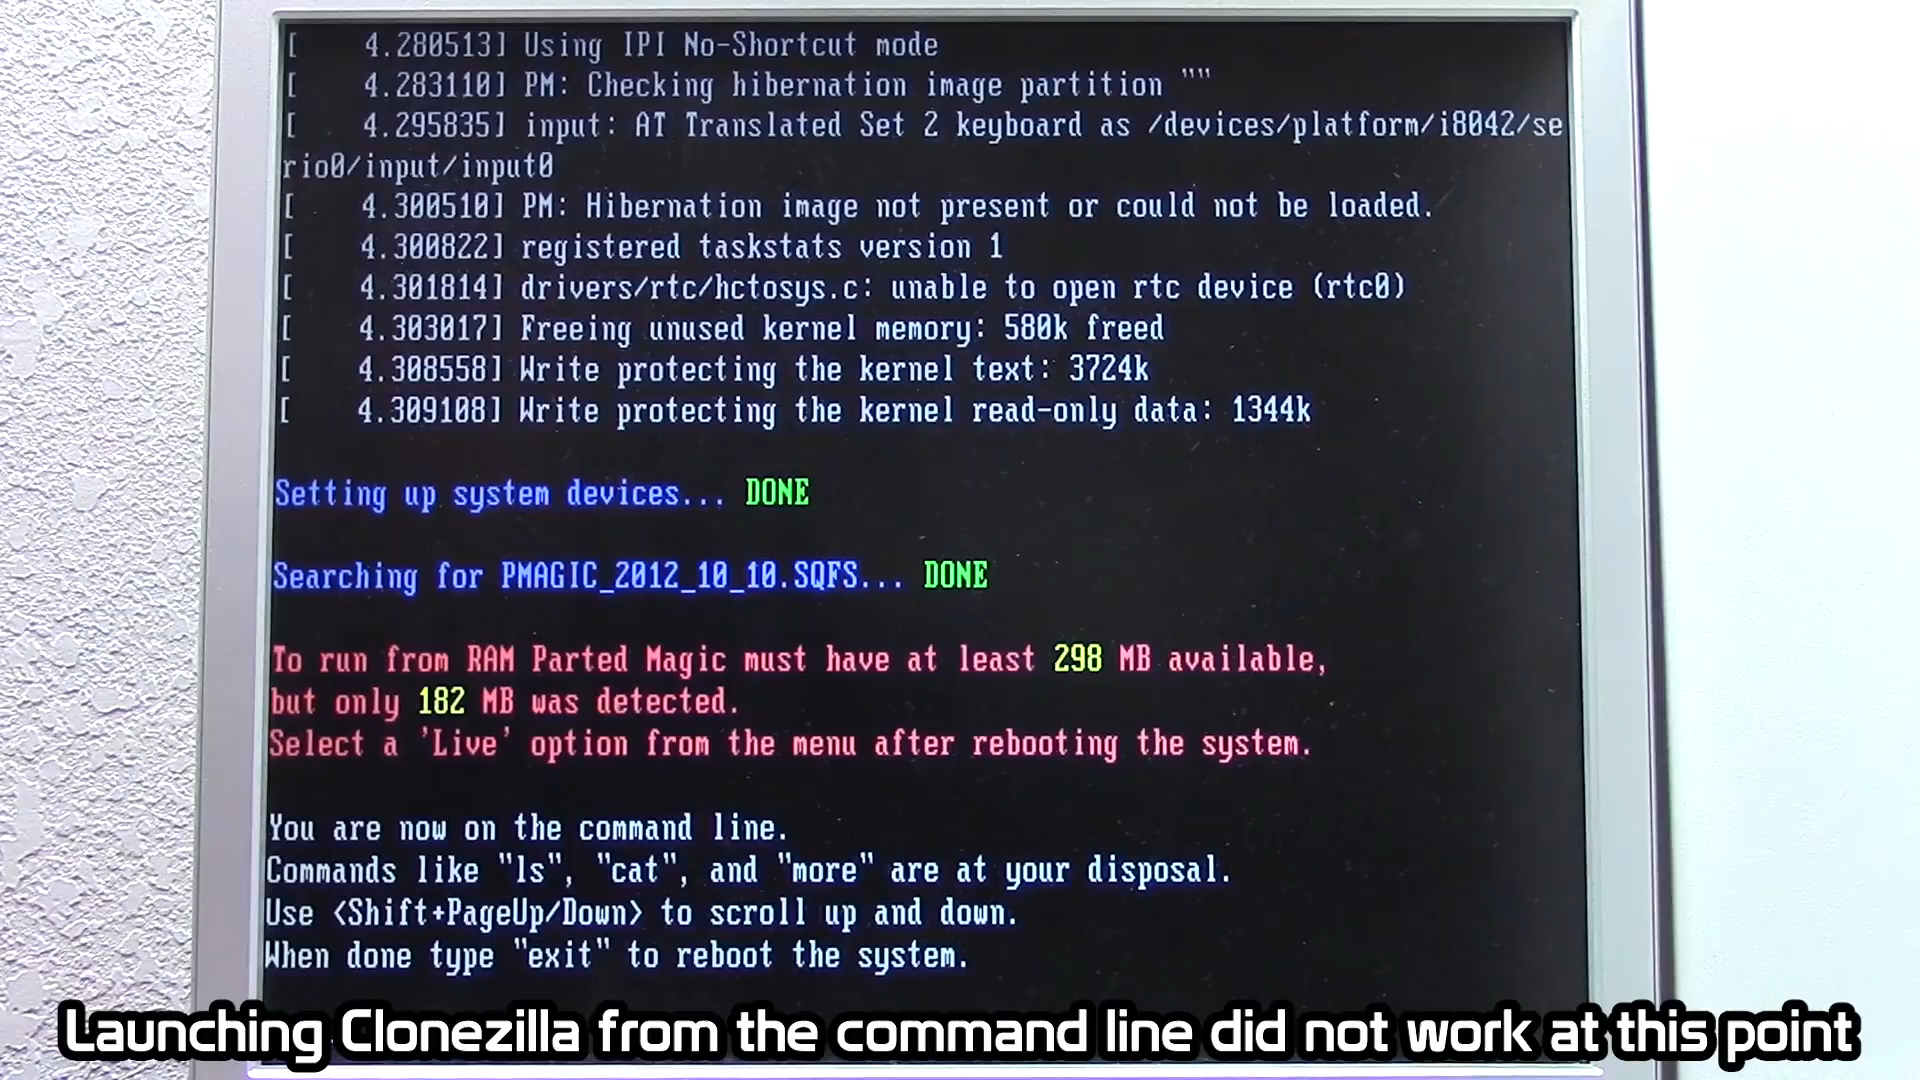 [    4.280513] Using IPI No-Shortcut mode
[    4.283110] PM: Checking hibernation image partition ""
[    4.295835] input: AT Translated Set 2 keyboard as /devices/platform/i8042/se
rio0/input/input0
[    4.300510] PM: Hibernation image not present or could not be loaded.
[    4.300822] registered taskstats version 1
[    4.301814] drivers/rtc/hctosys.c: unable to open rtc device (rtc0)
[    4.303017] Freeing unused kernel memory: 580k freed
[    4.308558] Write protecting the kernel text: 3724k
[    4.309108] Write protecting the kernel read-only data: 1344k
Setting up system devices... DONE
Searching for PMAGIC_2012_10_10.SQFS... DONE
To run from RAM Parted Magic must have at least 298 MB available,
but only 182 MB was detected.
Select a 'Live' option from the menu after rebooting the system.
You are now on the command line.
Commands like "ls", "cat", and "more" are at your disposal.
Use <Shift+PageUp/Down> to scroll up and down.
When done type "exit" to reboot the system.
Launching Clonezilla from the command line did not work at this point